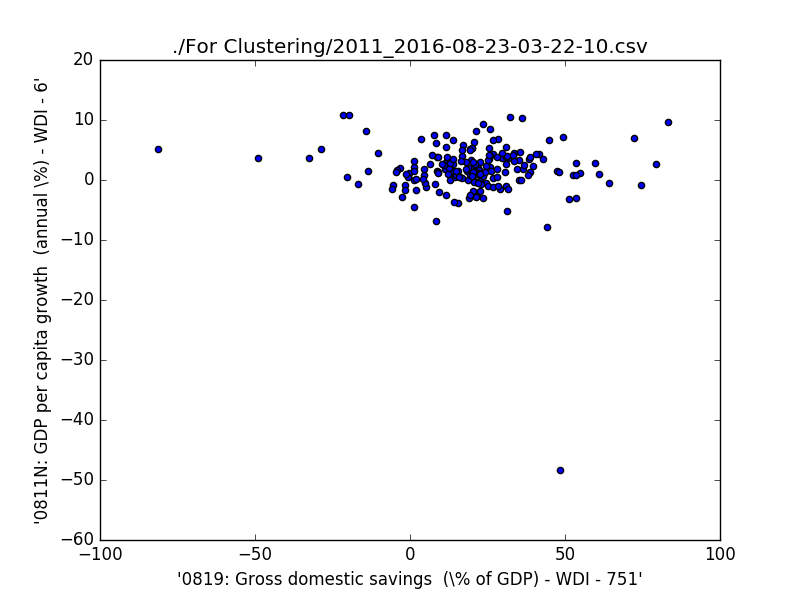 ./For Clustering/2011_2016-08-23-03-22-10.csv
20
10
0
−10
−20
−30
−40
−50
−60
'0811N: GDP per capita growth  (annual \%) - WDI - 6'
−100 −50 0 50 100
'0819: Gross domestic savings  (\% of GDP) - WDI - 751'